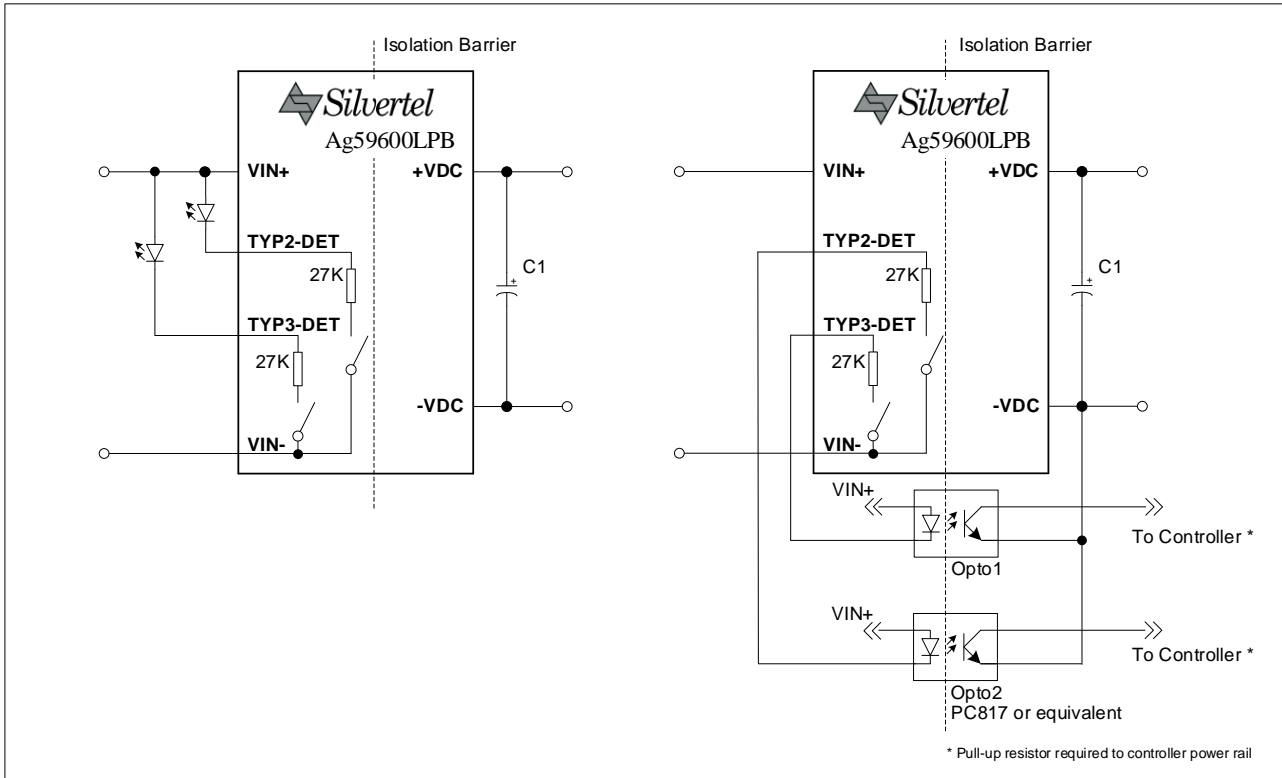 Isolation Barrier
Silvertel
Ag59600LPB
VIN+
+VDC
TYP2-DET
27K
C1
TYP3-DET
27K
-VDC
VIN-
Isolation Barrier
Silvertel
Ag59600LPB
VIN+
+VDC
TYP2-DET
27K
C1
TYP3-DET
27K
-VDC
VIN-
VIN+
To Controller *
Opto1
VIN+
To Controller *
Opto2
PC817 or equivalent
* Pull-up resistor required to controller power rail